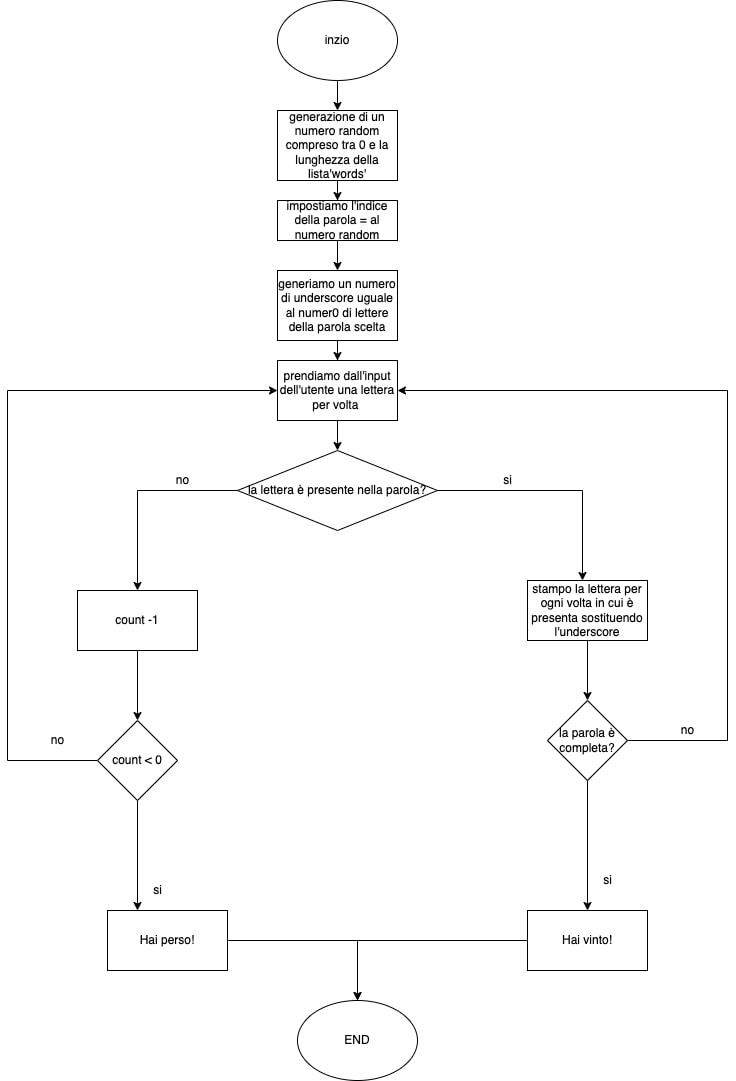 inzio
generazione di un
numero random
compreso tra 0 e la
lunghezza della
lista'words'
impostiamo l'indice
della parola = al
numero random
generiamo un numero
di underscore uguale
al numer0 di lettere
della parola scelta
prendiamo dall'input
dell'utente una lettera
per volta
no
la lettera è presente nella parola?
si
count -1
stampo la lettera per
ogni volta in cui è
presenta sostituendo
l'underscore
no
count < 0
la parola è
completa?
no
si
si
Hai perso!
Hai vinto!
END